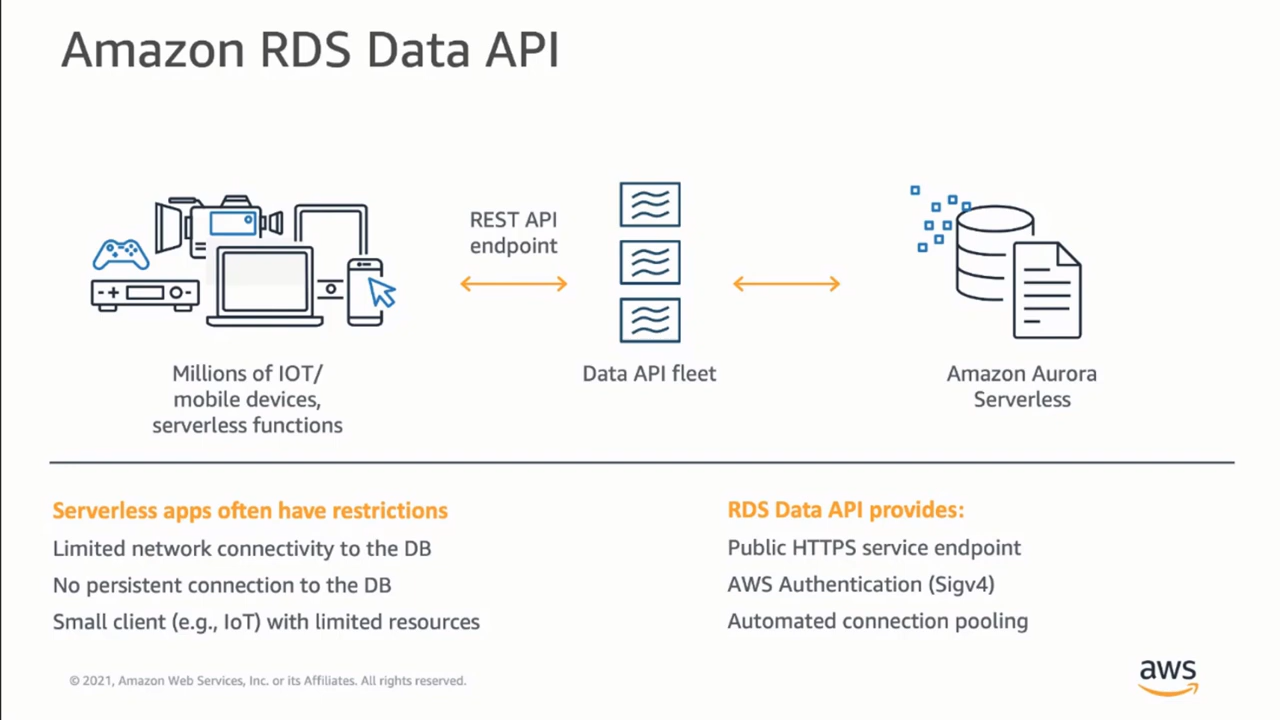 Amazon RDS Data API
REST API
endpoint
Millions of IOT/
mobile devices,
serverless functions
Data API fleet
Amazon Aurora
Serverless
Serverless apps often have restrictions
Limited network connectivity to the DB
No persistent connection to the DB
Small client (e.g., IoT) with limited resources
RDS Data API provides:
Public HTTPS service endpoint
AWS Authentication (Sigv4)
Automated connection pooling
© 2021, Amazon Web Services, Inc. or its Affiliates. All rights reserved.
aws